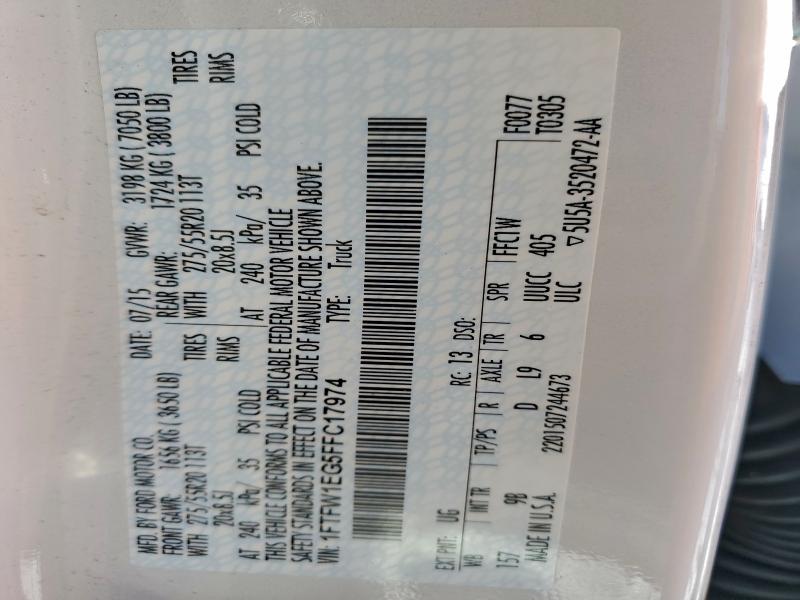 MFD. BY FORD MOTOR CO. DATE: 07/15 GVWR: 3198 KG ( 7050 LB)
FRONT GAWR: 1656 KG ( 3650 LB) REAR GAWR: 1724 KG ( 3800 LB)
WITH 275/55R20 113T TIRES WITH 275/55R20 113T TIRES
20x8.5J RIMS 20x8.5J RIMS
AT 240 kPa/ 35 PSI COLD AT 240 kPa/ 35 PSI COLD
THIS VEHICLE CONFORMS TO ALL APPLICABLE FEDERAL MOTOR VEHICLE
SAFETY STANDARDS IN EFFECT ON THE DATE OF MANUFACTURE SHOWN ABOVE.
VIN: 1FTFW1EG5FFC17974 TYPE: Truck
EXT PNT: UG RC: 13 DSO: F0077
WB INT TR TP/PS R AXLE TR SPR FFC1W T0305
157 9B D L9 6 UUCC 405
MADE IN U.S.A. 2201507244673 ULC ▽5U5A-3520472-AA